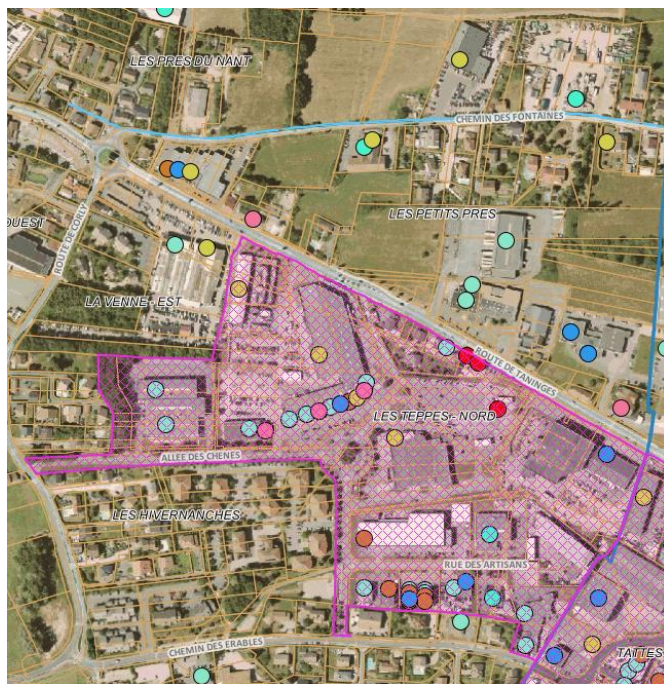 LES PRES DU NANT
CHEMIN DES FONTAINES
OUEST
ROUTE DE CORLY
LES PETITS PRES
LA VENNE - EST
ROUTE DE TANINGES
LES TEPPES - NORD
ALLEE DES CHENES
LES HIVERNANCHES
RUE DES ARTISANS
CHEMIN DES ERABLES
TATTES